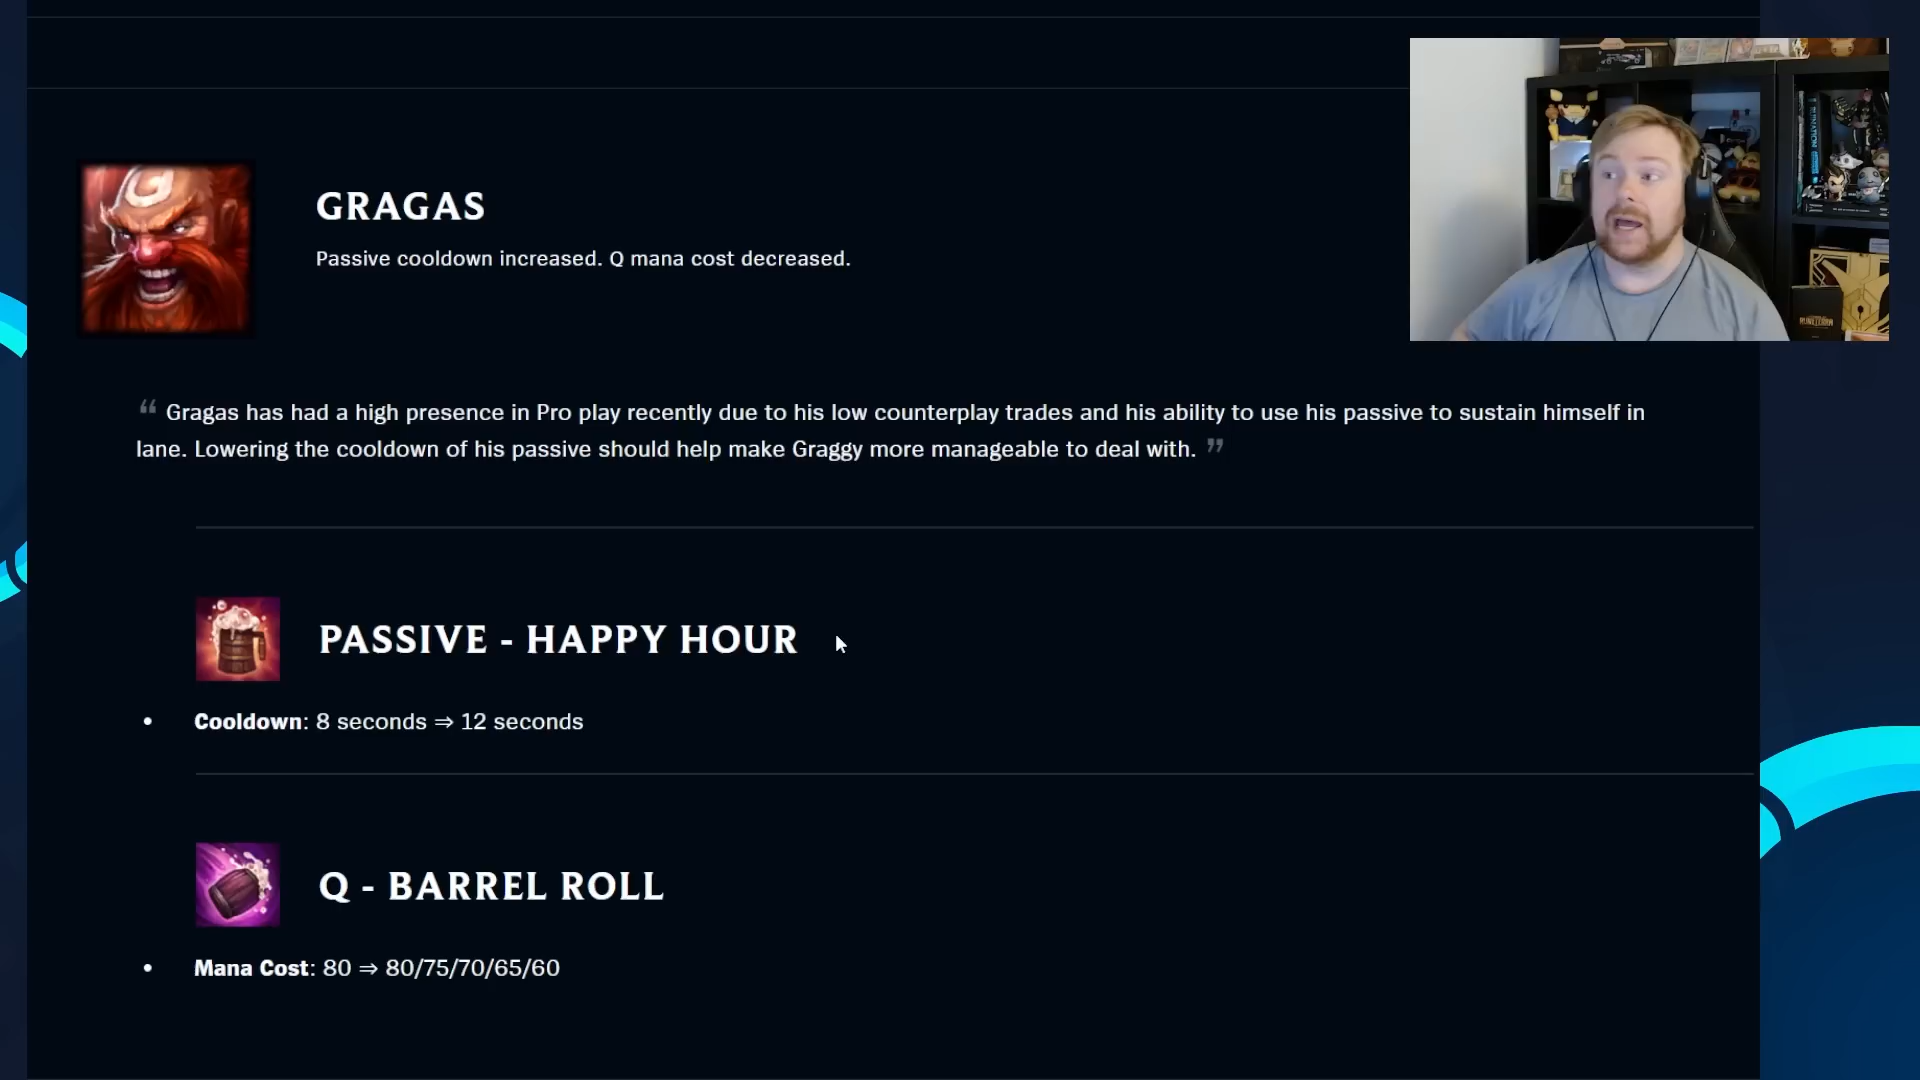 GRAGAS
Passive cooldown increased. Q mana cost decreased.
“ Gragas has had a high presence in Pro play recently due to his low counterplay trades and his ability to use his passive to sustain himself in
lane. Lowering the cooldown of his passive should help make Graggy more manageable to deal with. ”
PASSIVE - HAPPY HOUR
• Cooldown: 8 seconds ⇒ 12 seconds
Q - BARREL ROLL
• Mana Cost: 80 ⇒ 80/75/70/65/60